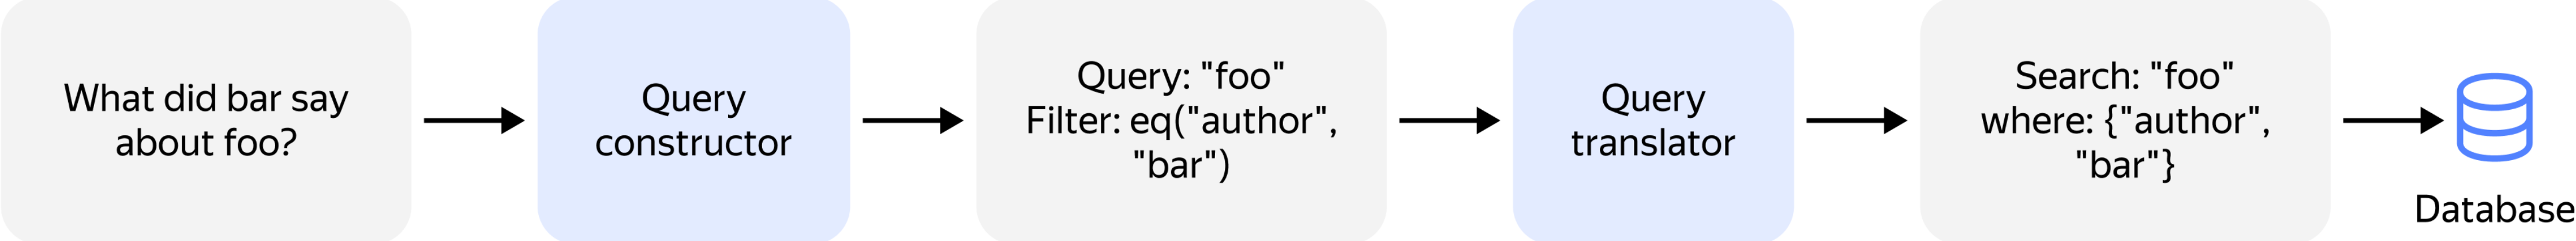 What did bar say
about foo?
Query
constructor
Query: "foo"
Filter: eq("author",
"bar")
Query
translator
Search: "foo"
where: {"author",
"bar"}
Database